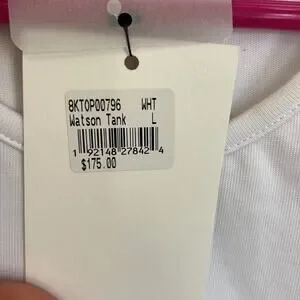 8KTOP00796 WHT
Watson Tank L
1 92148 27842 4
$175.00